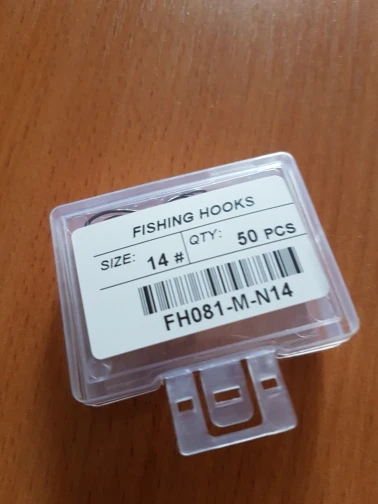 FISHING HOOKS
SIZE: 14 # QTY: 50 PCS
FH081-M-N14